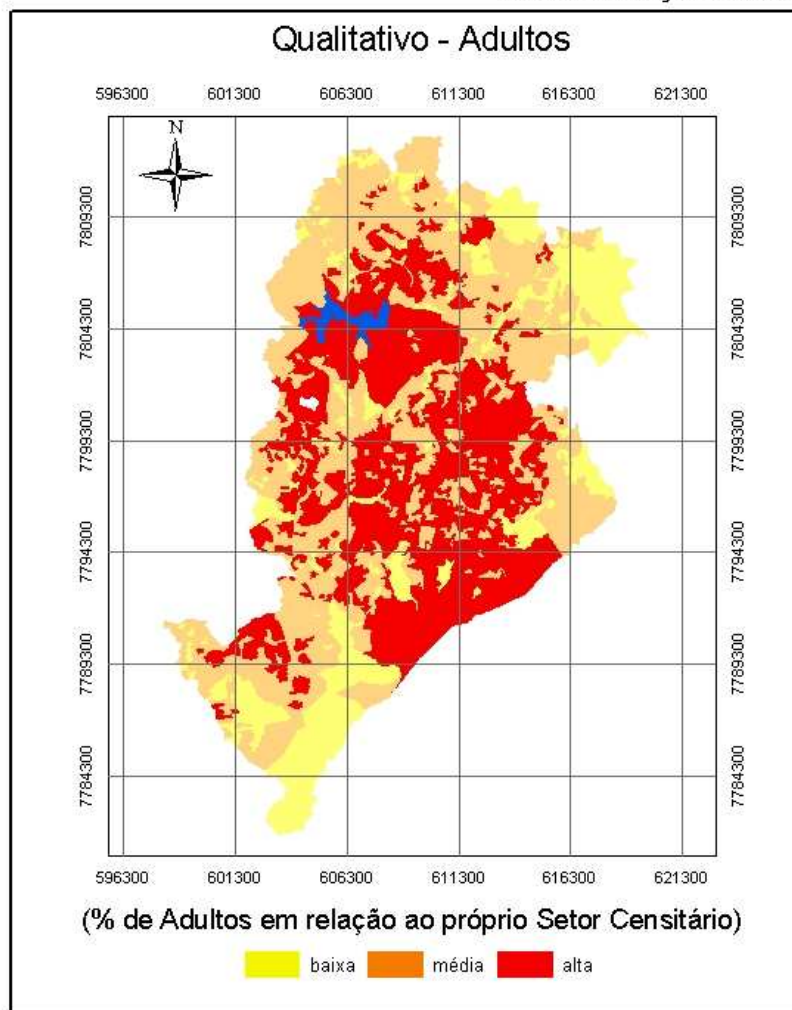 Qualitativo - Adultos
596300 601300 606300 611300 616300 621300
N
7809300 7809300
7804300 7804300
7799300 7799300
7794300 7794300
7789300 7789300
7784300 7784300
596300 601300 606300 611300 616300 621300
(% de Adultos em relação ao próprio Setor Censitário)
baixa média alta